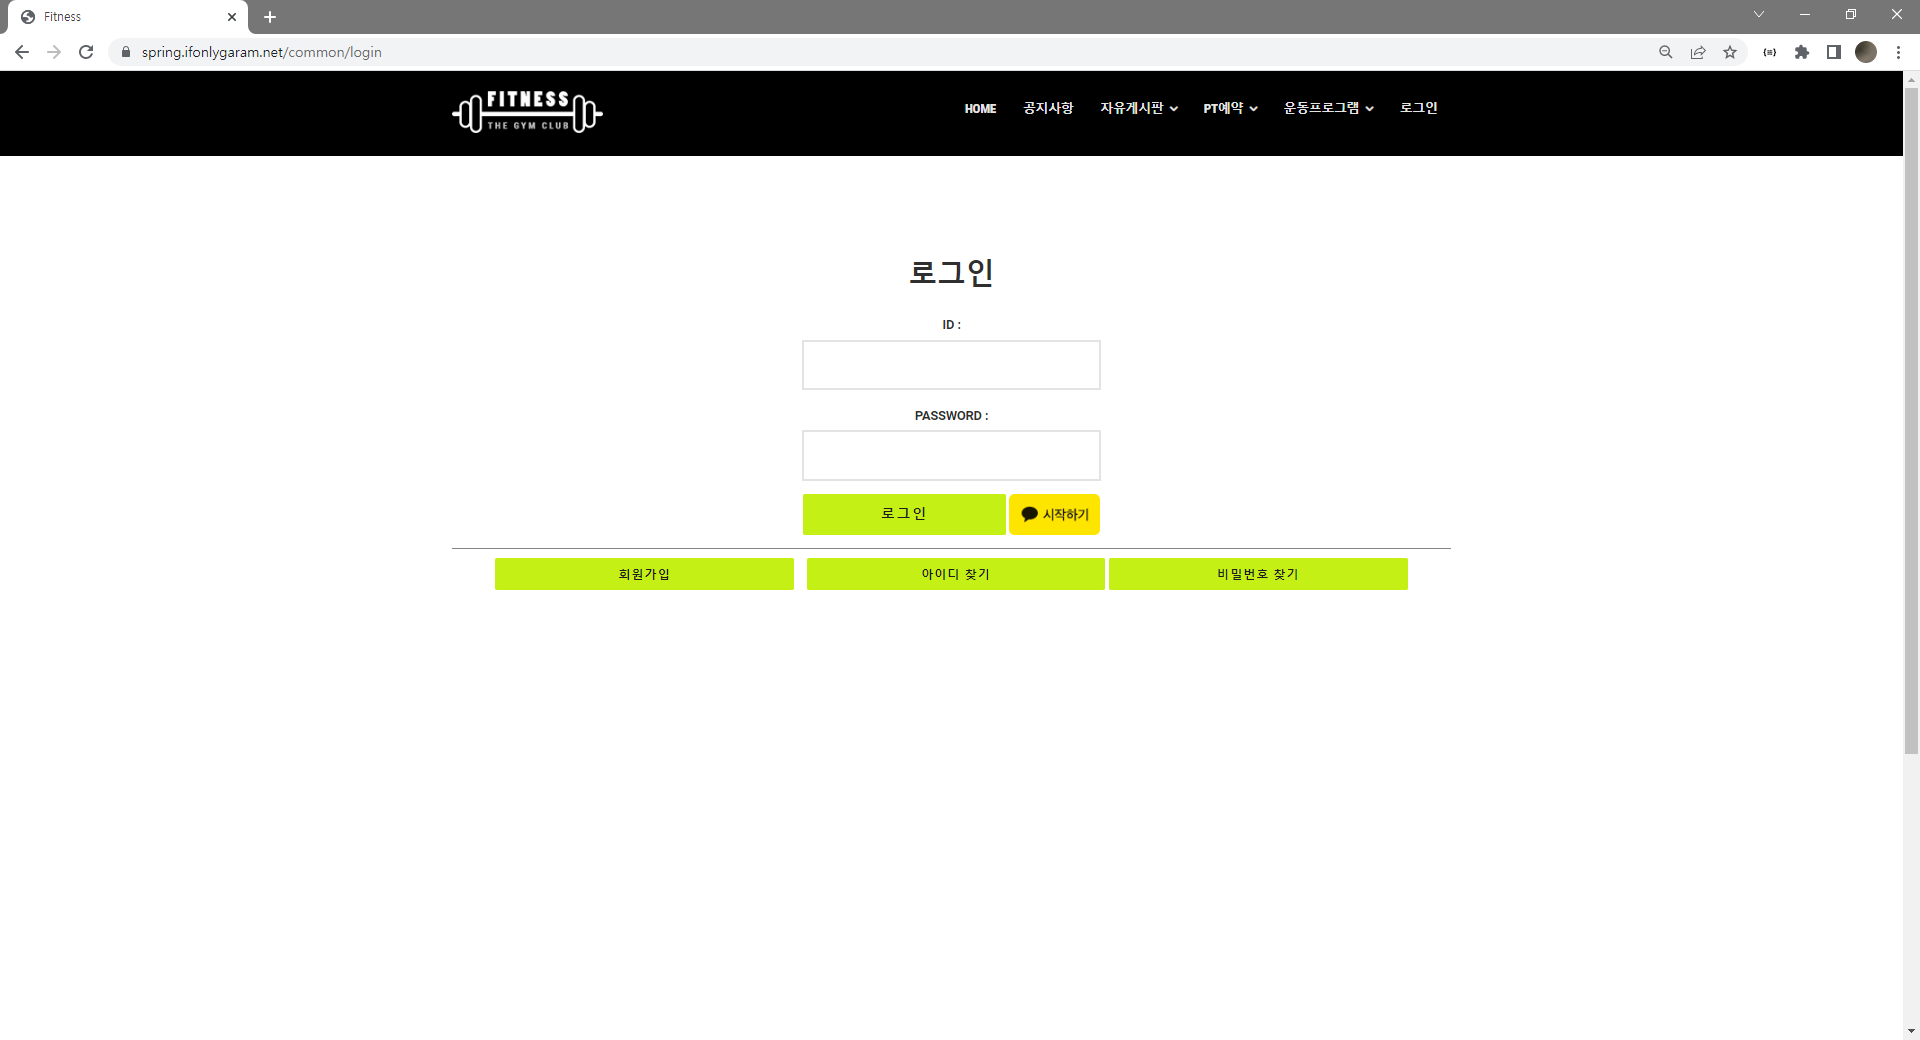 Fitness
spring.ifonlygaram.net/common/login
FITNESS
THE GYM CLUB
HOME 공지사항 자유게시판 PT예약 운동프로그램 로그인
로그인
ID :
PASSWORD :
로그인 시작하기
회원가입 아이디 찾기 비밀번호 찾기